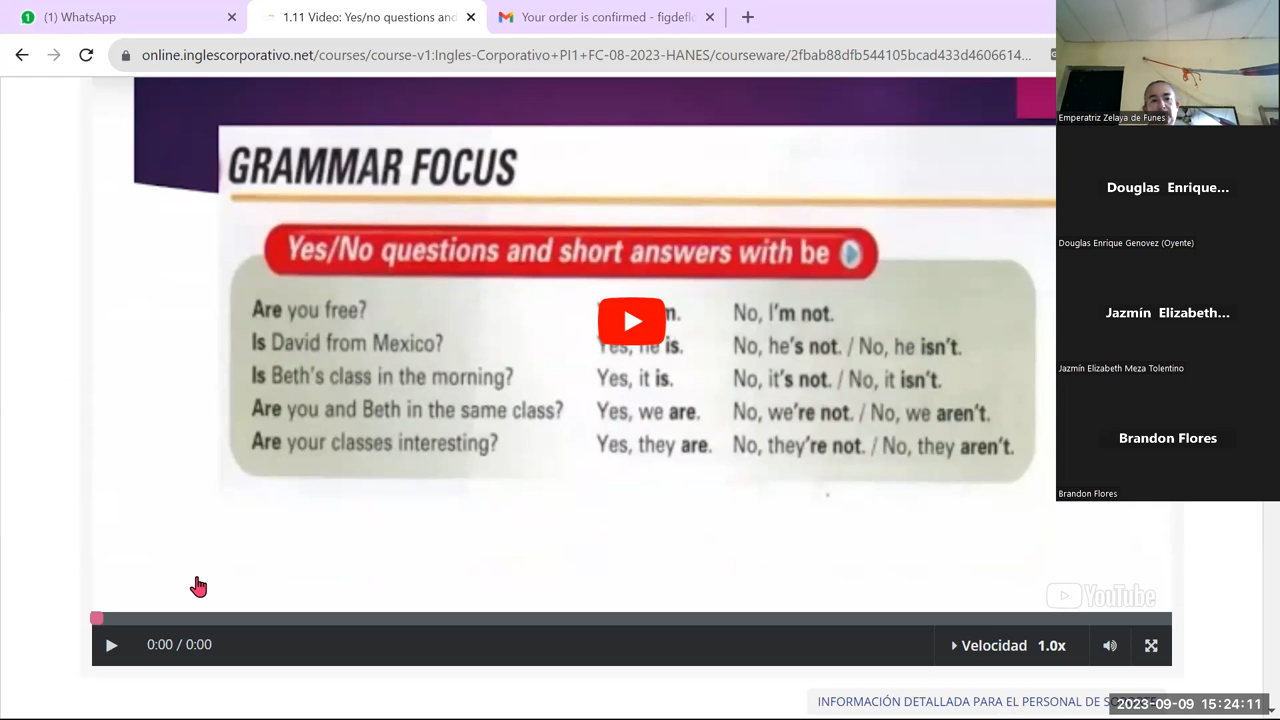 (1) WhatsApp
1.11 Video: Yes/no questions and
Your order is confirmed - figdeflo
online.inglescorporativo.net/courses/course-v1:Ingles-Corporativo+PI1+FC-08-2023-HANES/courseware/2fbab88dfb544105bcad433d4606614...
Emperatriz Zelaya de Funes
Douglas Enrique...
Douglas Enrique Genovez (Oyente)
Jazmín Elizabeth...
Jazmín Elizabeth Meza Tolentino
Brandon Flores
Brandon Flores
GRAMMAR FOCUS
Yes/No questions and short answers with be
Are you free? m. No, I'm not.
Is David from Mexico? Yes, he is. No, he's not. / No, he isn't.
Is Beth's class in the morning? Yes, it is. No, it's not. / No, it isn't.
Are you and Beth in the same class? Yes, we are. No, we're not. / No, we aren't.
Are your classes interesting? Yes, they are. No, they're not. / No, they aren't.
YouTube
0:00 / 0:00
Velocidad 1.0x
INFORMACIÓN DETALLADA PARA EL PERSONAL DE
2023-09-09 15:24:11